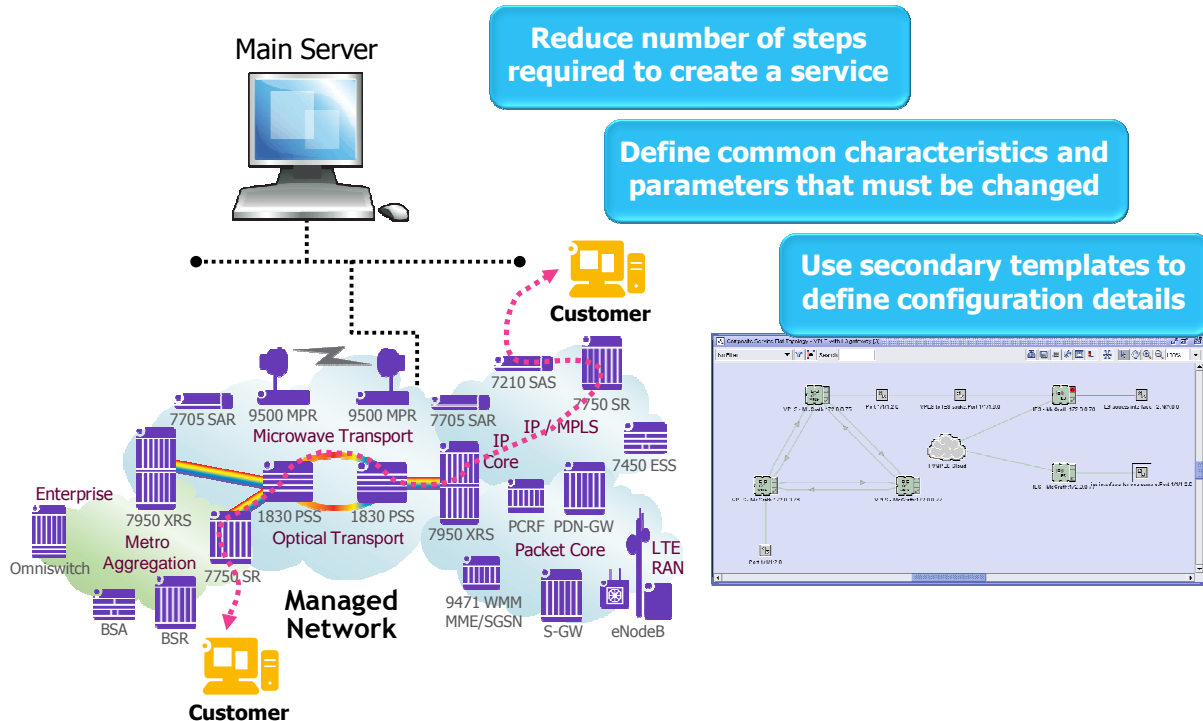 Main Server
Reduce number of steps
required to create a service
Define common characteristics and
parameters that must be changed
Use secondary templates to
define configuration details
Customer
7210 SAS
7750 SR
7705 SAR
9500 MPR
9500 MPR
7705 SAR
Microwave Transport
IP / MPLS
IP
Core
7450 ESS
Enterprise
7950 XRS
1830 PSS
1830 PSS
7950 XRS
PCRF
PDN-GW
Omniswitch
Metro
Aggregation
7750 SR
Optical Transport
Packet Core
LTE
RAN
BSA
BSR
Managed
Network
9471 WMM
MME/SGSN
S-GW
eNodeB
Customer
Search